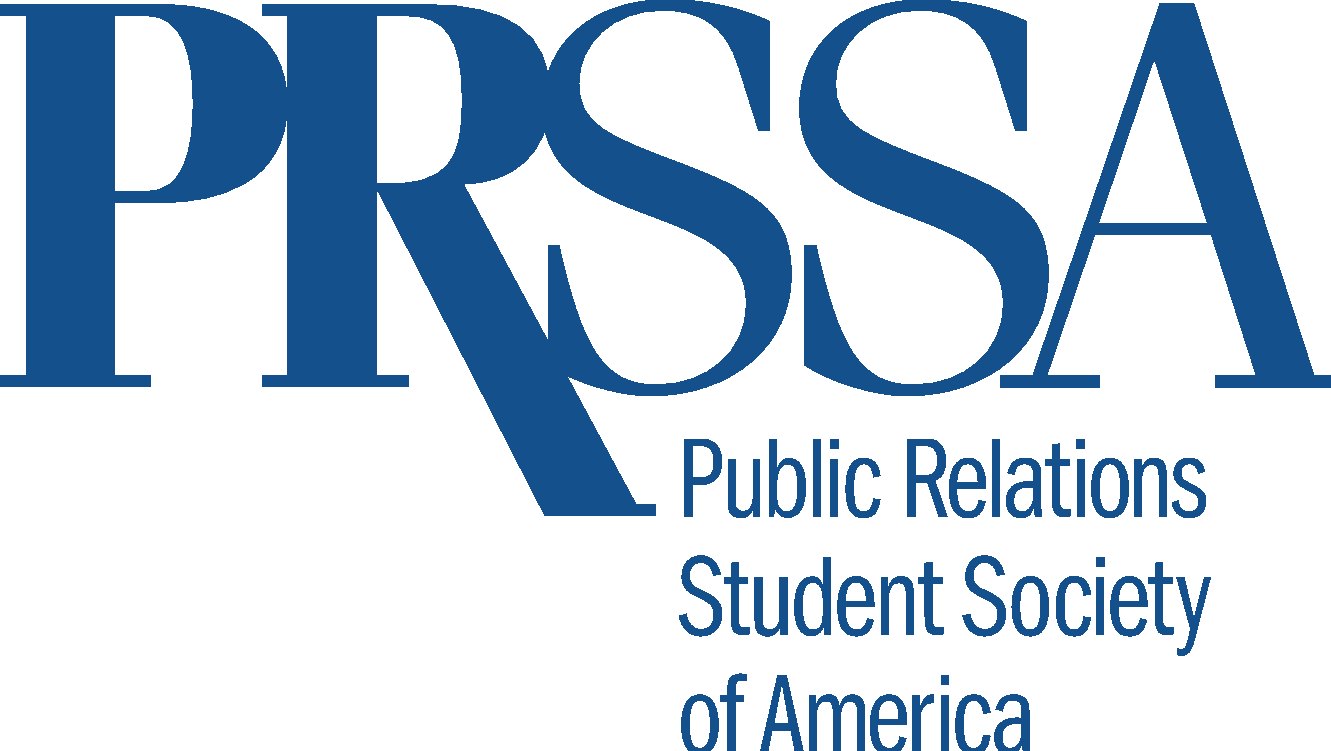 PRSSA
Public Relations
Student Society
of America